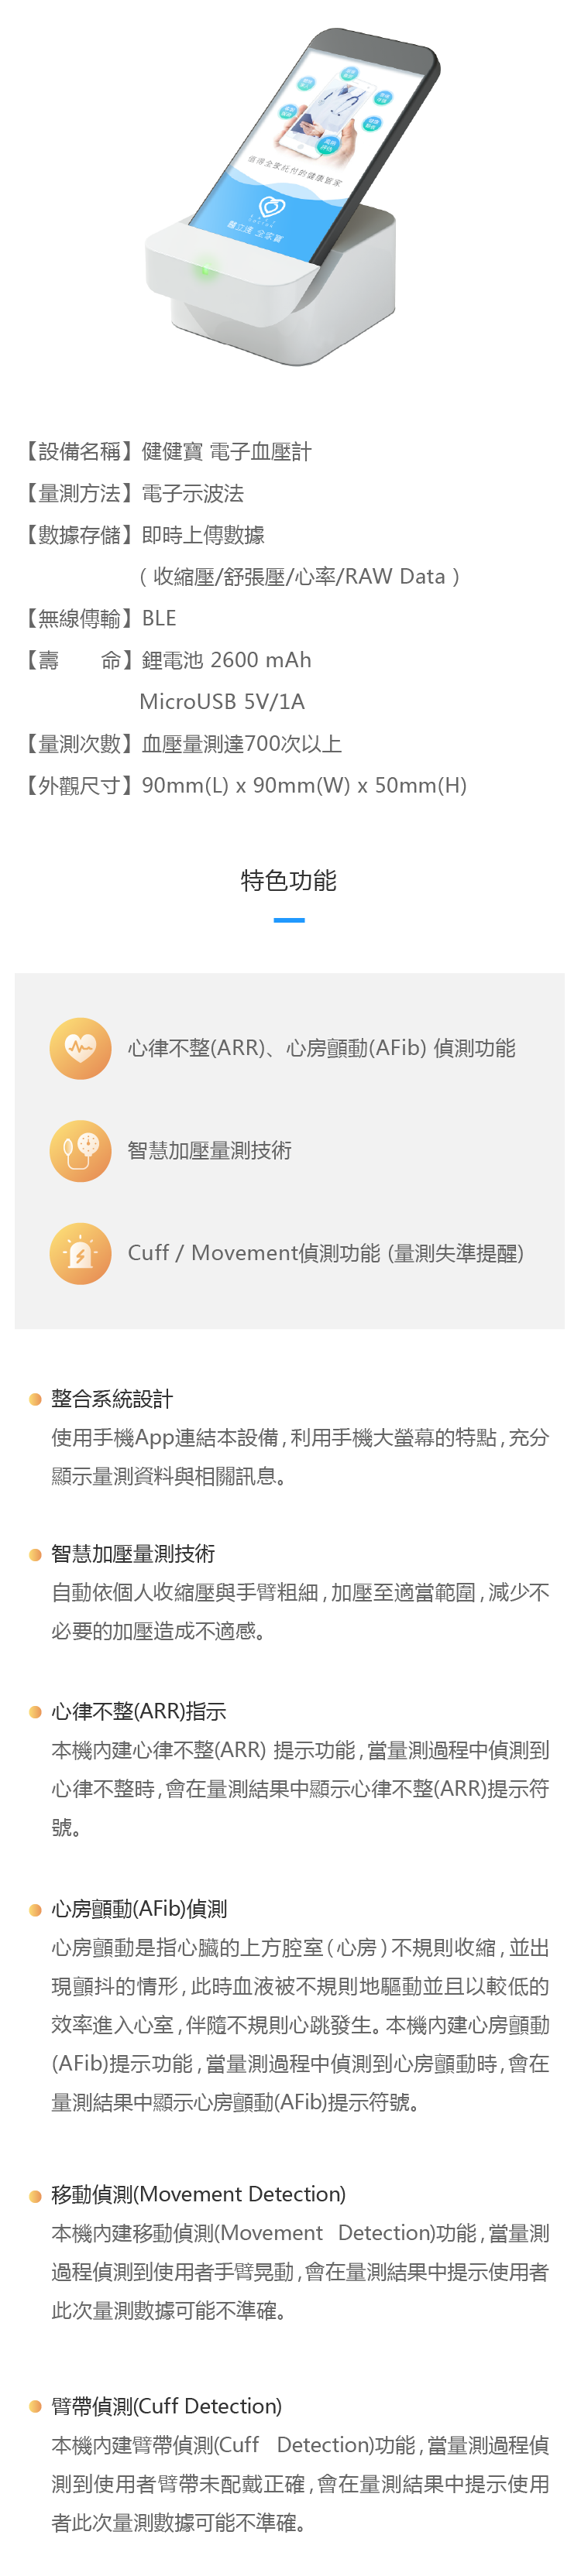 值得全家託付的健康管家
醫立達 全家寶
【設備名稱】健健寶 電子血壓計
【量測方法】電子示波法
【數據存儲】即時上傳數據
( 收縮壓/舒張壓/心率/RAW Data )
【無線傳輸】BLE
【壽 命】鋰電池 2600 mAh
MicroUSB 5V/1A
【量測次數】血壓量測達700次以上
【外觀尺寸】90mm(L) x 90mm(W) x 50mm(H)
特色功能
心律不整(ARR)、心房顫動(AFib) 偵測功能
智慧加壓量測技術
Cuff / Movement偵測功能 (量測失準提醒)
整合系統設計
使用手機App連結本設備,利用手機大螢幕的特點,充分
顯示量測資料與相關訊息。
智慧加壓量測技術
自動依個人收縮壓與手臂粗細,加壓至適當範圍,減少不
必要的加壓造成不適感。
心律不整(ARR)指示
本機內建心律不整(ARR) 提示功能,當量測過程中偵測到
心律不整時,會在量測結果中顯示心律不整(ARR)提示符
號。
心房顫動(AFib)偵測
心房顫動是指心臟的上方腔室(心房)不規則收縮,並出
現顫抖的情形,此時血液被不規則地驅動並且以較低的
效率進入心室,伴隨不規則心跳發生。本機內建心房顫動
(AFib)提示功能,當量測過程中偵測到心房顫動時,會在
量測結果中顯示心房顫動(AFib)提示符號。
移動偵測(Movement Detection)
本機內建移動偵測(Movement Detection)功能,當量測
過程偵測到使用者手臂晃動,會在量測結果中提示使用者
此次量測數據可能不準確。
臂帶偵測(Cuff Detection)
本機內建臂帶偵測(Cuff Detection)功能,當量測過程偵
測到使用者臂帶未配戴正確,會在量測結果中提示使用
者此次量測數據可能不準確。